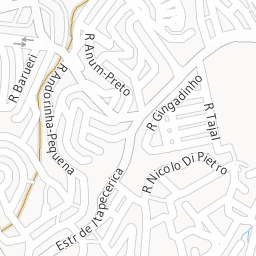 R Barueri
R Andorinha-Pequena
R Anum-Preto
R Gingadinho
R Tajal
R Nicolo Di Pietro
Estr de Itapecerica